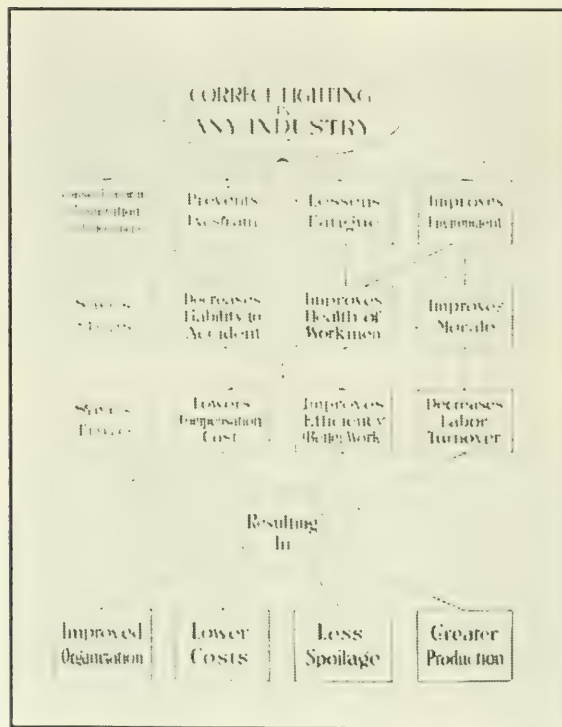 CORRECT LIGHTING
IN
ANY INDUSTRY
Prevents
Eyestrain
Lessens
Fatigue
Improves
Environment
Decreases
Liability to
Accident
Improves
Health of
Workmen
Improves
Morale
Lowers
Compensation
Cost
Improves
Efficiency
(Better Work
Decreases
Labor
Turnover
Resulting
In
Improved
Organization
Lower
Costs
Less
Spoilage
Greater
Production